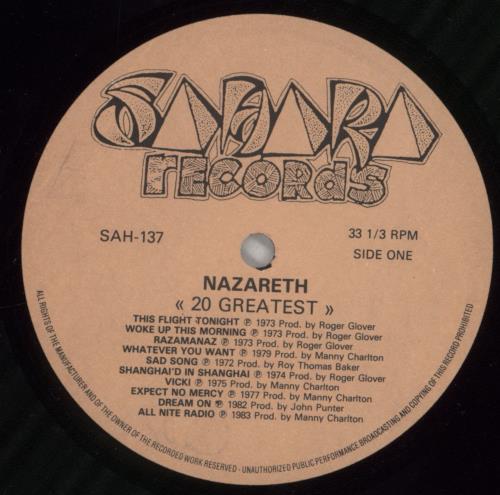 SAHARA
records
SAH-137
33 1/3 RPM
SIDE ONE
NAZARETH
« 20 GREATEST »
THIS FLIGHT TONIGHT ℗ 1973 Prod. by Roger Glover
WOKE UP THIS MORNING ℗ 1973 Prod. by Roger Glover
RAZAMANAZ ℗ 1973 Prod. by Roger Glover
WHATEVER YOU WANT ℗ 1979 Prod. by Manny Charlton
SAD SONG ℗ 1972 Prod. by Roy Thomas Baker
SHANGHAI'D IN SHANGHAI ℗ 1974 Prod. by Roger Glover
VICKI ℗ 1975 Prod. by Manny Charlton
EXPECT NO MERCY ℗ 1977 Prod. by Manny Charlton
DREAM ON ℗ 1982 Prod. by John Punter
ALL NITE RADIO ℗ 1983 Prod. by Manny Charlton
ALL RIGHTS OF THE MANUFACTURER AND OF THE OWNER OF THE RECORDED WORK RESERVED - UNAUTHORIZED PUBLIC PERFORMANCE BROADCASTING AND COPYING OF THIS RECORD PROHIBITED